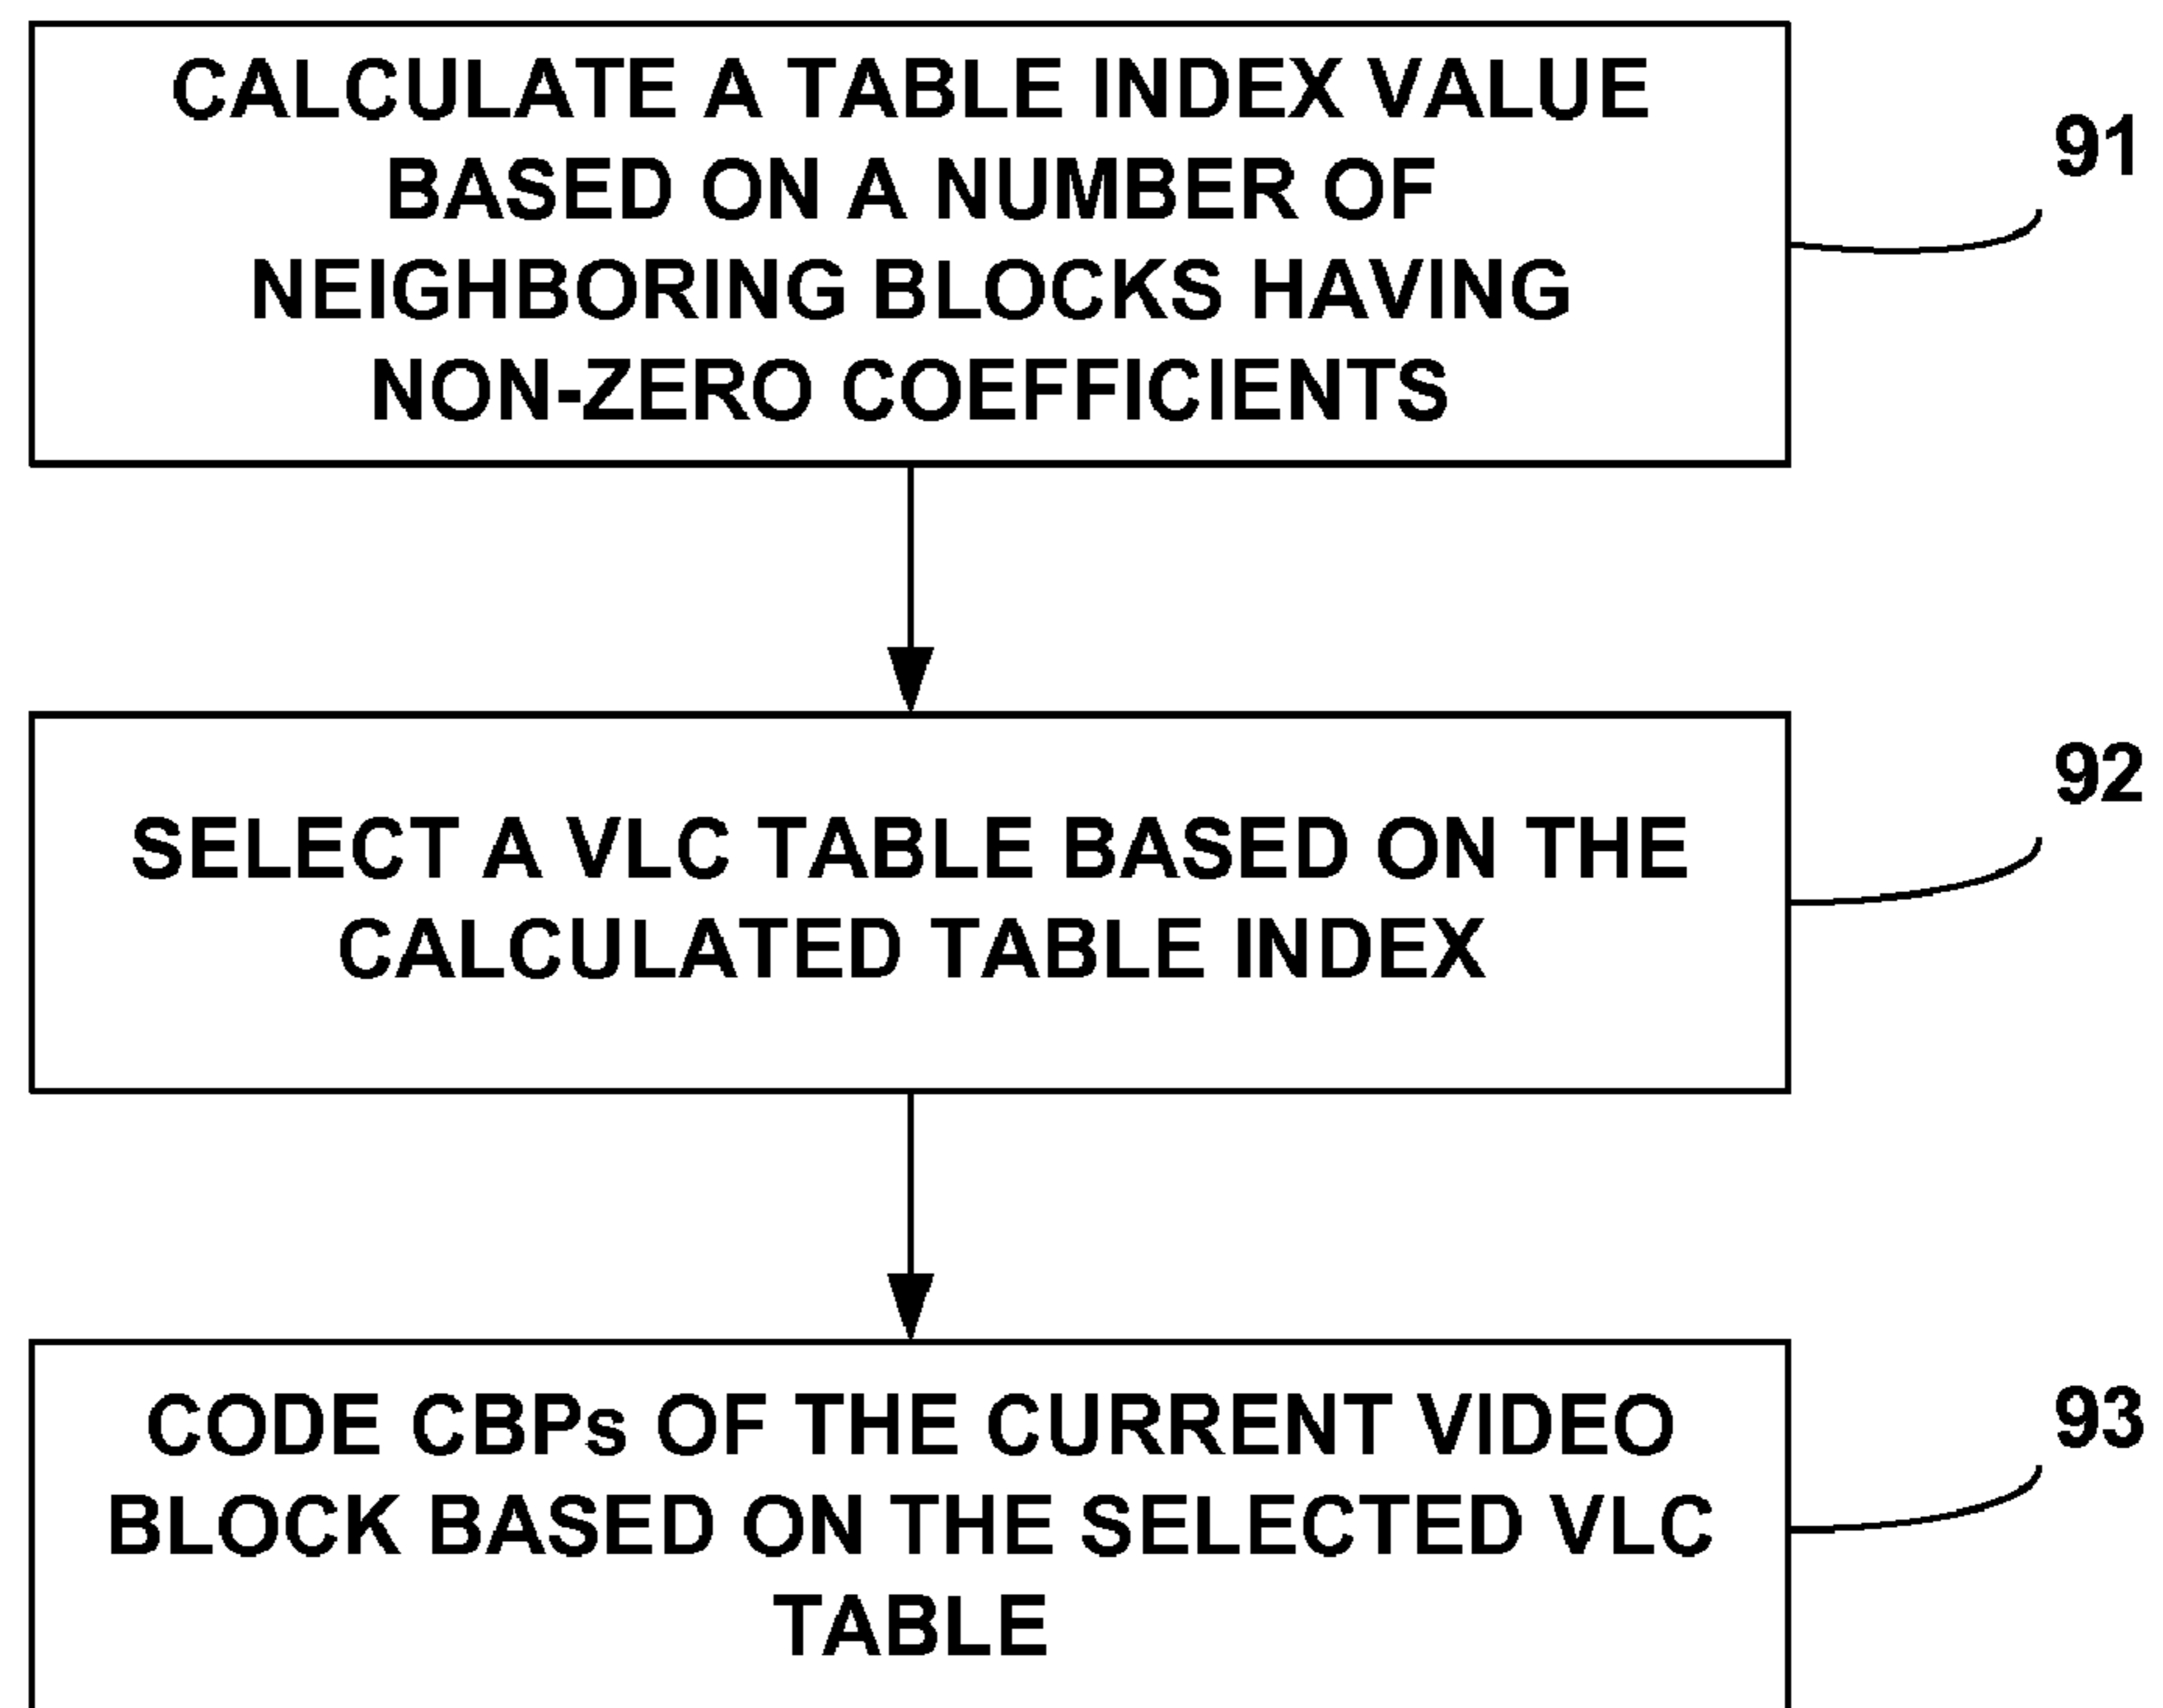 CALCULATE A TABLE INDEX VALUE
BASED ON A NUMBER OF
NEIGHBORING BLOCKS HAVING
NON-ZERO COEFFICIENTS
91
SELECT A VLC TABLE BASED ON THE
CALCULATED TABLE INDEX
92
CODE CBPs OF THE CURRENT VIDEO
BLOCK BASED ON THE SELECTED VLC
TABLE
93